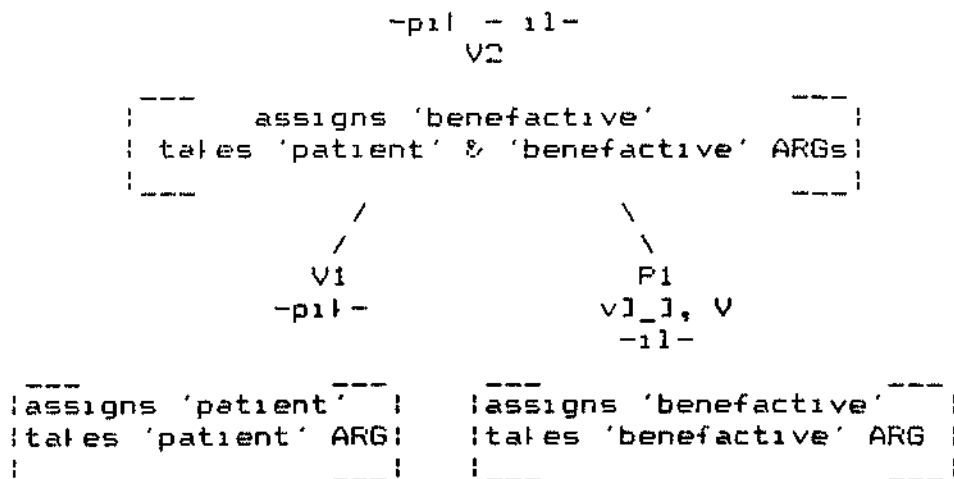 -pik - il-
V2
assigns 'benefactive'
takes 'patient' & 'benefactive' ARGs
V1 P1
-pik- v]_], V
-il-
assigns 'patient' assigns 'benefactive'
takes 'patient' ARG takes 'benefactive' ARG